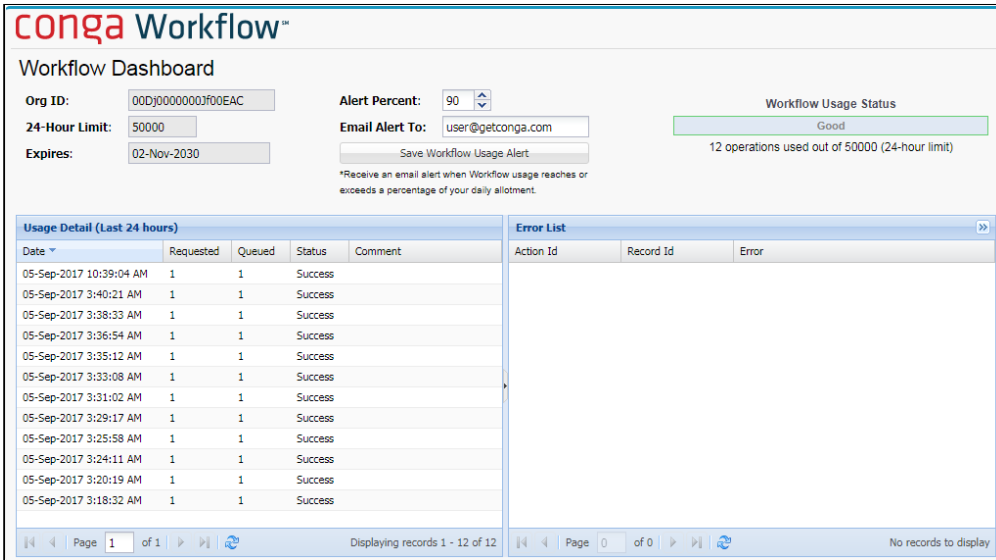 conga Workflow℠
Workflow Dashboard
Org ID: 00Dj0000000Jf00EAC
24-Hour Limit: 50000
Expires: 02-Nov-2030
Alert Percent: 90
Email Alert To: user@getconga.com
Save Workflow Usage Alert
*Receive an email alert when Workflow usage reaches or
exceeds a percentage of your daily allotment.
Workflow Usage Status
Good
12 operations used out of 50000 (24-hour limit)
Usage Detail (Last 24 hours)
Date Requested Queued Status Comment
05-Sep-2017 10:39:04 AM 1 1 Success
05-Sep-2017 3:40:21 AM 1 1 Success
05-Sep-2017 3:38:33 AM 1 1 Success
05-Sep-2017 3:36:54 AM 1 1 Success
05-Sep-2017 3:35:12 AM 1 1 Success
05-Sep-2017 3:33:08 AM 1 1 Success
05-Sep-2017 3:31:02 AM 1 1 Success
05-Sep-2017 3:29:17 AM 1 1 Success
05-Sep-2017 3:25:58 AM 1 1 Success
05-Sep-2017 3:24:11 AM 1 1 Success
05-Sep-2017 3:20:19 AM 1 1 Success
05-Sep-2017 3:18:32 AM 1 1 Success
Page 1 of 1 Displaying records 1 - 12 of 12
Error List
Action Id Record Id Error
Page 0 of 0 No records to display